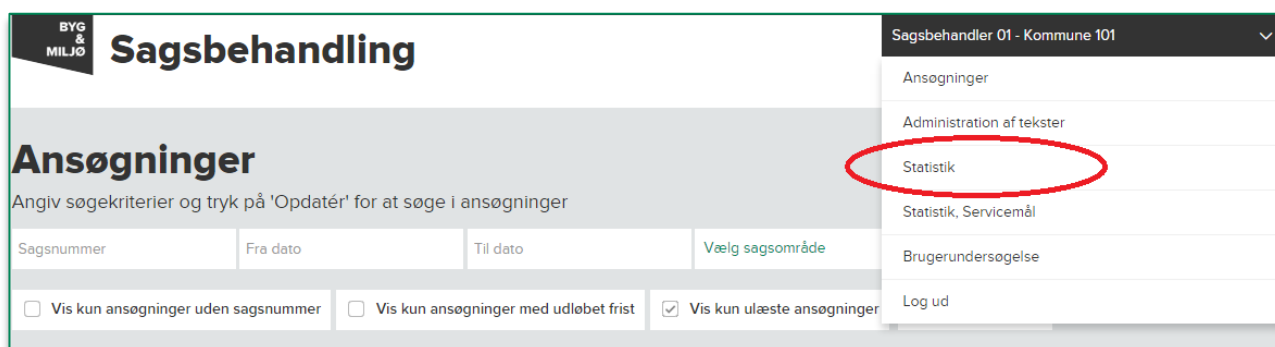 BYG
&
MILJØ
Sagsbehandling
Sagsbehandler 01 - Kommune 101
Ansøgninger
Administration af tekster
Statistik
Statistik, Servicemål
Brugerundersøgelse
Log ud
Ansøgninger
Angiv søgekriterier og tryk på 'Opdatér' for at søge i ansøgninger
Sagsnummer
Fra dato
Til dato
Vælg sagsområde
Vis kun ansøgninger uden sagsnummer
Vis kun ansøgninger med udløbet frist
Vis kun ulæste ansøgninger